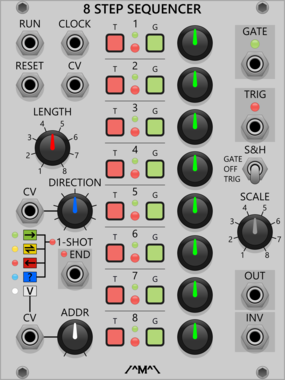 8 STEP SEQUENCER
RUN CLOCK
RESET CV
LENGTH
2 3 4 5 6 7
CV
DIRECTION
1-SHOT
END
?
V
CV
ADDR
T 1 G
T 2 G
T 3 G
T 4 G
T 5 G
T 6 G
T 7 G
T 8 G
GATE
TRIG
S&H
GATE
OFF
TRIG
SCALE
1 2 3 4 5 6 7 8
OUT
INV